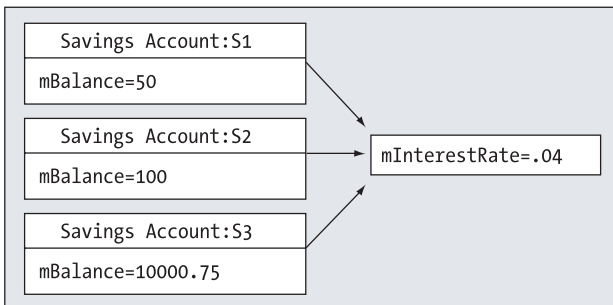 Savings Account:S1
mBalance=50
Savings Account:S2
mBalance=100
mInterestRate=.04
Savings Account:S3
mBalance=10000.75